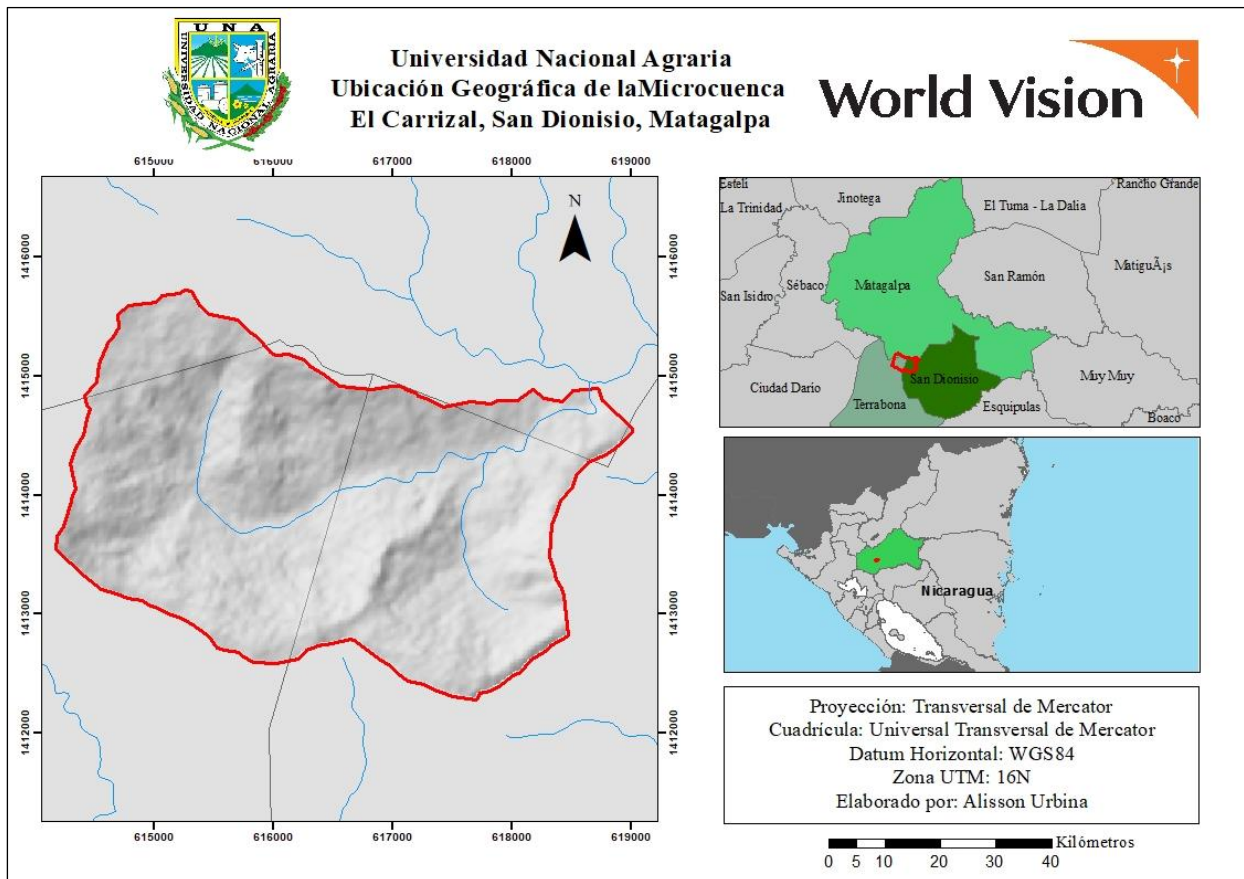 UNA
UNIVERSIDAD NACIONAL AGRARIA
Universidad Nacional Agraria
Ubicación Geográfica de laMicrocuenca
El Carrizal, San Dionisio, Matagalpa
World Vision
615000 616000 617000 618000 619000
N
1416000 1416000
1415000 1415000
1414000 1414000
1413000 1413000
1412000 1412000
615000 616000 617000 618000 619000
Esteli
Rancho Grande
La Trinidad
Jinotega
El Tuma - La Dalia
San Isidro
Sébaco
Matagalpa
San Ramón
MatiguÃ¡s
Ciudad Darío
San Dionisio
Muy Muy
Terrabona
Esquipulas
Boaco
Nicaragua
Proyección: Transversal de Mercator
Cuadrícula: Universal Transversal de Mercator
Datum Horizontal: WGS84
Zona UTM: 16N
Elaborado por: Alisson Urbina
Kilómetros
0 5 10 20 30 40